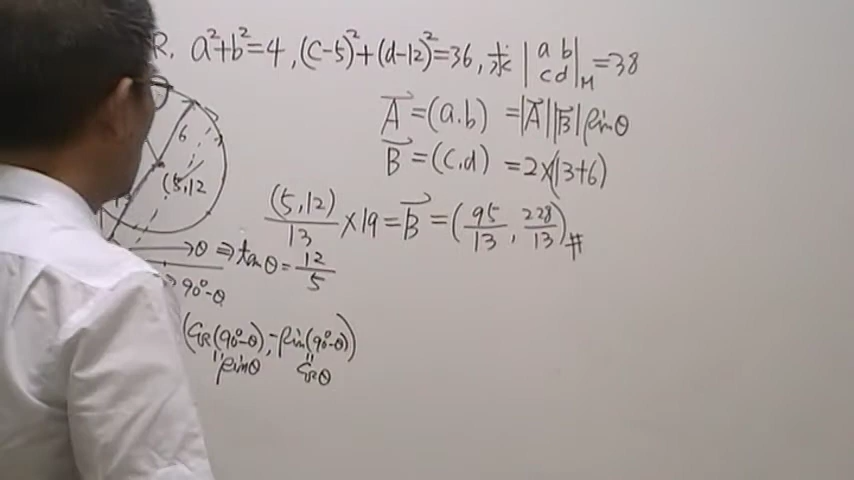 R, a²+b²=4, (c-5)²+(d-12)²=36, 求 |a b|
|c d|M =38
A→=(a.b) =|A→||B→|sinθ
B→=(c,d) =2×(13+6)
6
(5,12
(5,12)/13 ×19=B→=(95/13, 228/13)#
→θ ⇒ tanθ=12/5
⇒ 90°-θ
(cos(90°-θ), -sin(90°-θ))
" sinθ " cosθ